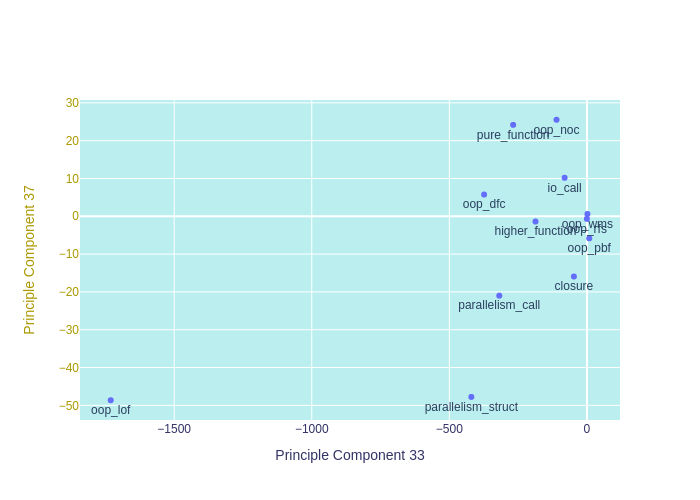 30
20
10
0
−10
−20
−30
−40
−50
Principle Component 37
pure_function
oop_noc
io_call
oop_dfc
oop_wms
higher_function
oop_pbf
closure
parallelism_call
parallelism_struct
oop_lof
−1500
−1000
−500
0
Principle Component 33